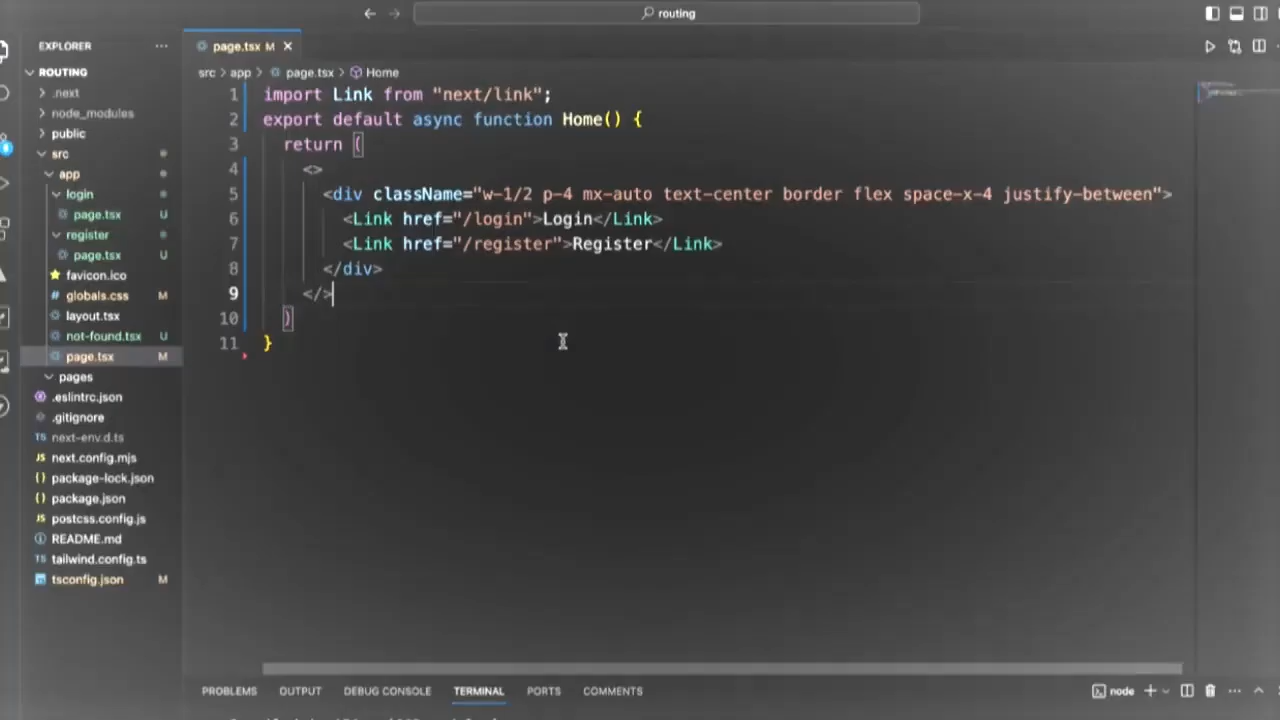 routing
EXPLORER
ROUTING
.next
node_modules
public
src
app
login
page.tsx U
register
page.tsx U
favicon.ico
globals.css M
layout.tsx
not-found.tsx U
page.tsx M
pages
.eslintrc.json
.gitignore
next-env.d.ts
next.config.mjs
package-lock.json
package.json
postcss.config.js
README.md
tailwind.config.ts
tsconfig.json M
page.tsx M
src > app > page.tsx > Home
1 import Link from "next/link";
2 export default async function Home() {
3 return (
4 <>
5 <div className="w-1/2 p-4 mx-auto text-center border flex space-x-4 justify-between">
6 <Link href="/login">Login</Link>
7 <Link href="/register">Register</Link>
8 </div>
9 </>
10 )
11 }
PROBLEMS OUTPUT DEBUG CONSOLE TERMINAL PORTS COMMENTS
node